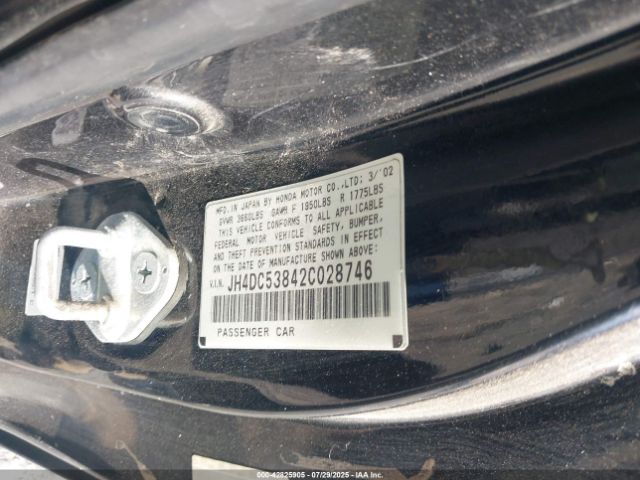 MFD. IN JAPAN BY HONDA MOTOR CO.,LTD; 3/'02
GVWR 3660LBS GAWR F 1850LBS R 1775LBS
THIS VEHICLE CONFORMS TO ALL APPLICABLE
FEDERAL MOTOR VEHICLE SAFETY, BUMPER,
AND THEFT PREVENTION STANDARDS IN EFFECT
ON THE DATE OF MANUFACTURE SHOWN ABOVE:
V.I.N. JH4DC53842C028746
PASSENGER CAR
000-42825905 07/29/2025 IAAI.COM